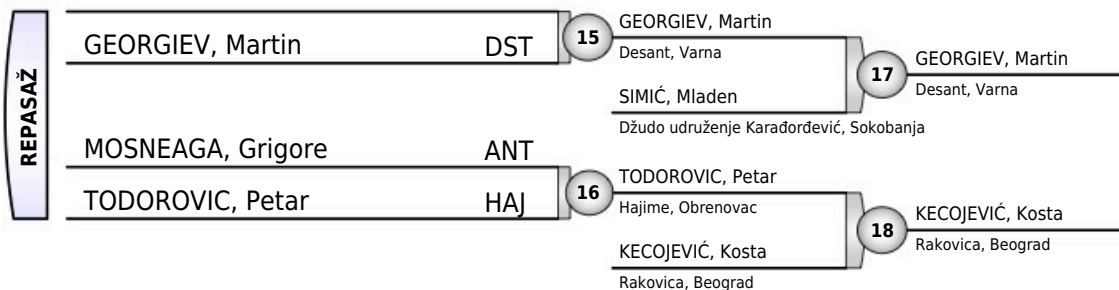 REPASAŽ
GEORGIEV, Martin DST
MOSNEAGA, Grigore ANT
TODOROVIC, Petar HAJ
15
GEORGIEV, Martin
Desant, Varna
SIMIĆ, Mladen
Džudo udruženje Karađorđević, Sokobanja
16
TODOROVIC, Petar
Hajime, Obrenovac
KECOJEVIĆ, Kosta
Rakovica, Beograd
17
GEORGIEV, Martin
Desant, Varna
18
KECOJEVIĆ, Kosta
Rakovica, Beograd